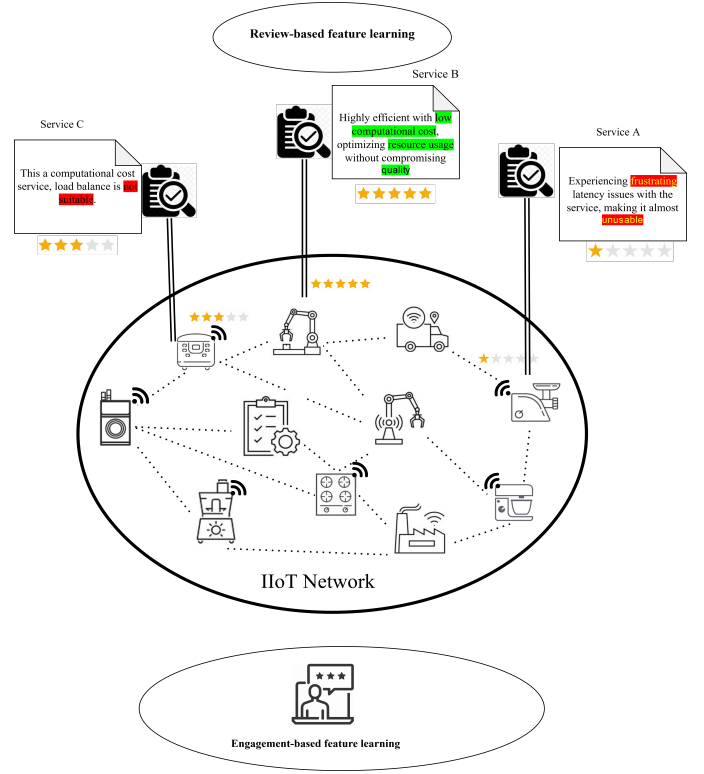 Review-based feature learning
Service B
Highly efficient with low
computational cost,
optimizing resource usage
without compromising
quality
Service C
This a computational cost
service, load balance is not
suitable.
Service A
Experiencing frustrating
latency issues with the
service, making it almost
unusable
IIoT Network
Engagement-based feature learning